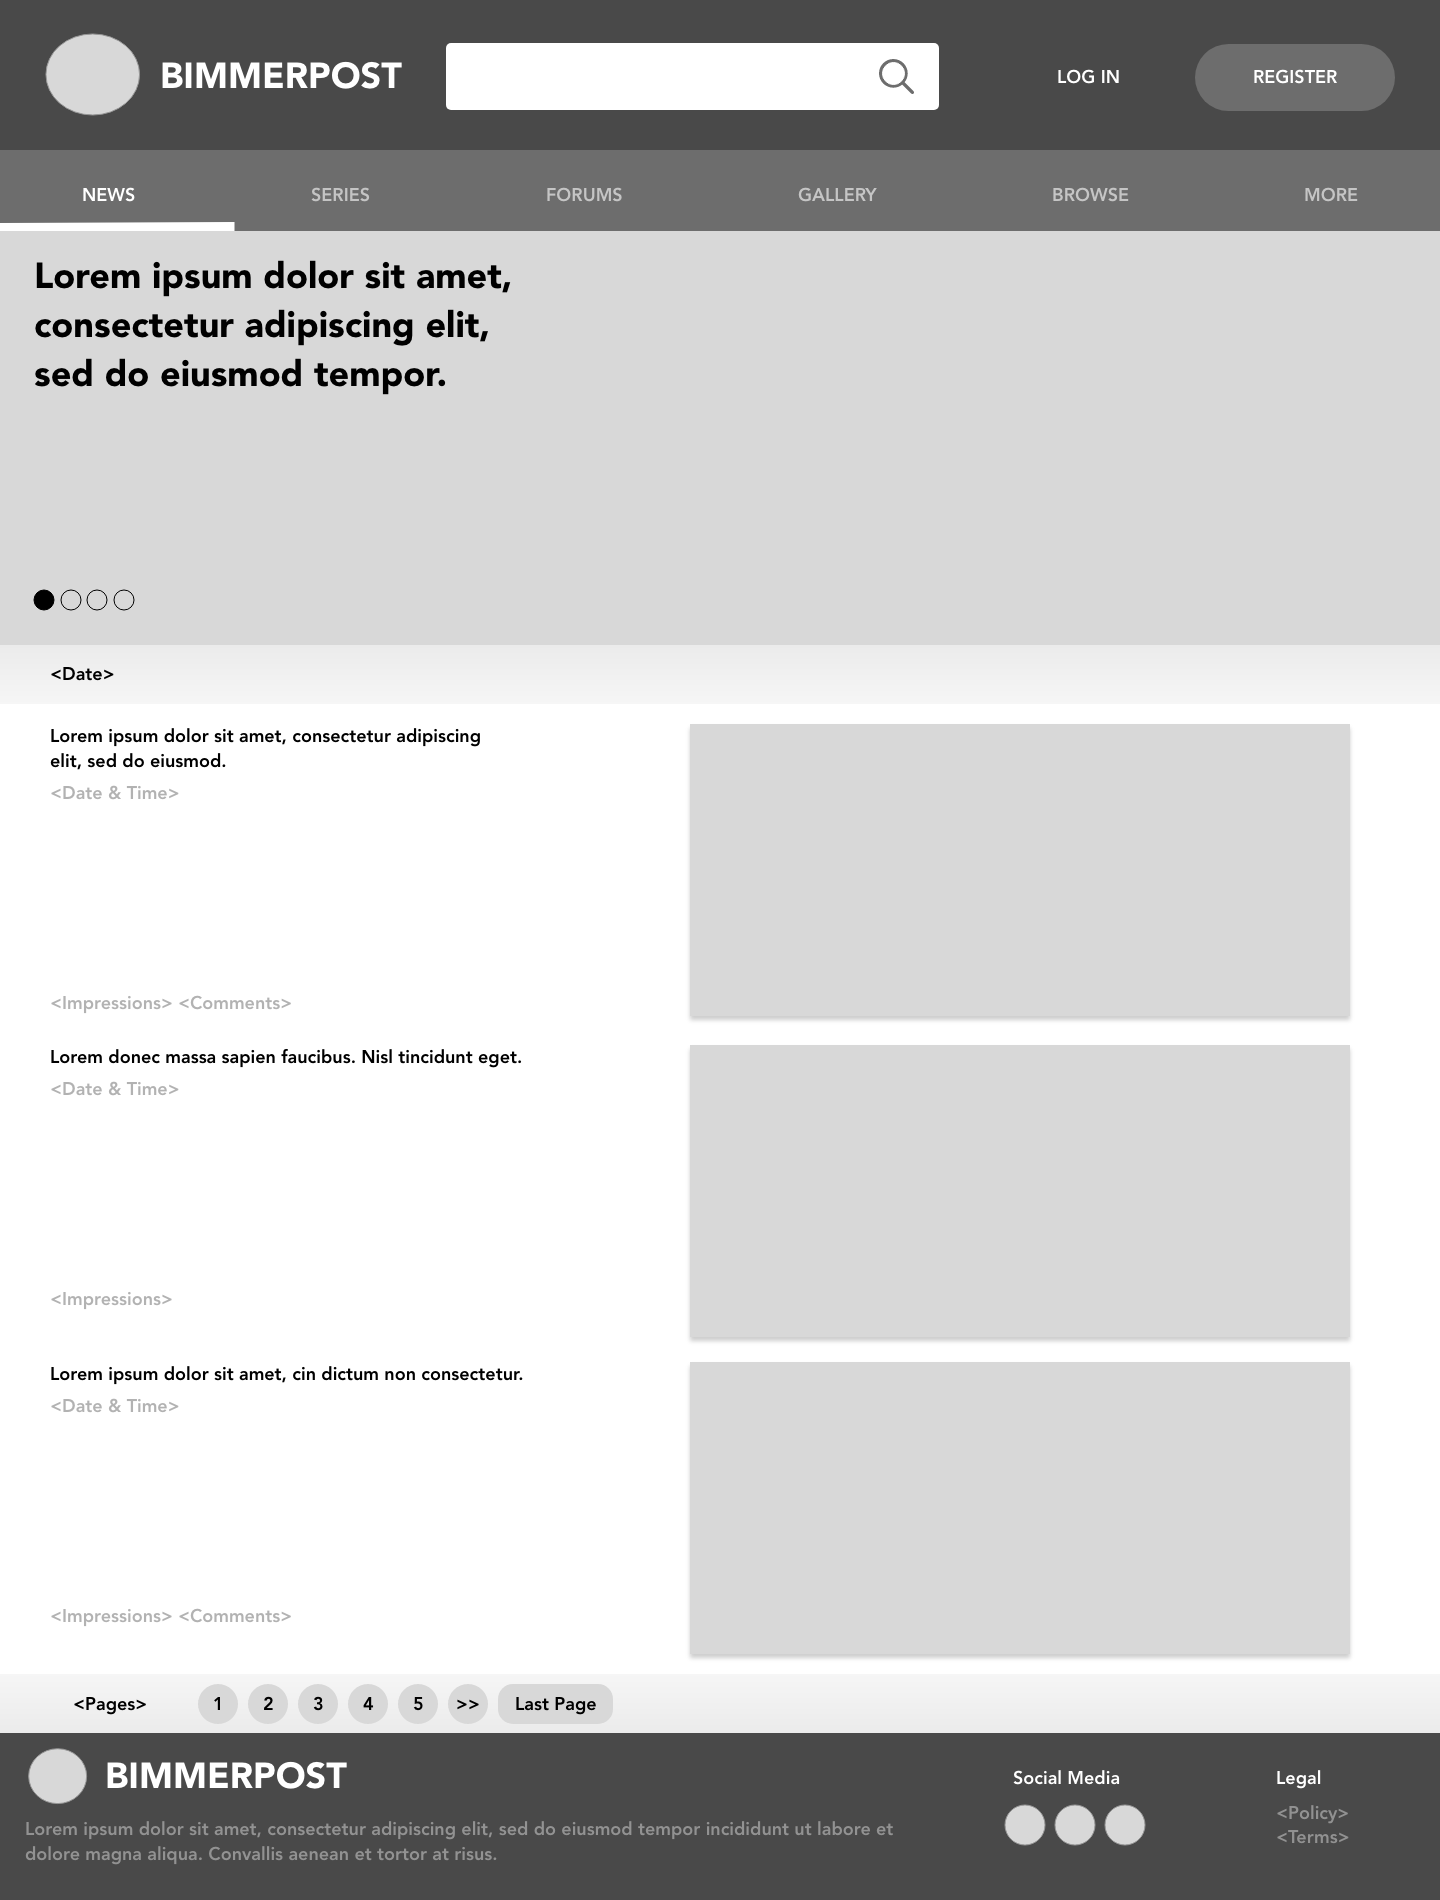 BIMMERPOST
LOG IN
REGISTER
NEWS
SERIES
FORUMS
GALLERY
BROWSE
MORE
Lorem ipsum dolor sit amet,
consectetur adipiscing elit,
sed do eiusmod tempor.
<Date>
Lorem ipsum dolor sit amet, consectetur adipiscing
elit, sed do eiusmod.
<Date & Time>
<Impressions> <Comments>
Lorem donec massa sapien faucibus. Nisl tincidunt eget.
<Date & Time>
<Impressions>
Lorem ipsum dolor sit amet, cin dictum non consectetur.
<Date & Time>
<Impressions> <Comments>
<Pages> 1 2 3 4 5 >> Last Page
BIMMERPOST
Lorem ipsum dolor sit amet, consectetur adipiscing elit, sed do eiusmod tempor incididunt ut labore et
dolore magna aliqua. Convallis aenean et tortor at risus.
Social Media
Legal
<Policy>
<Terms>